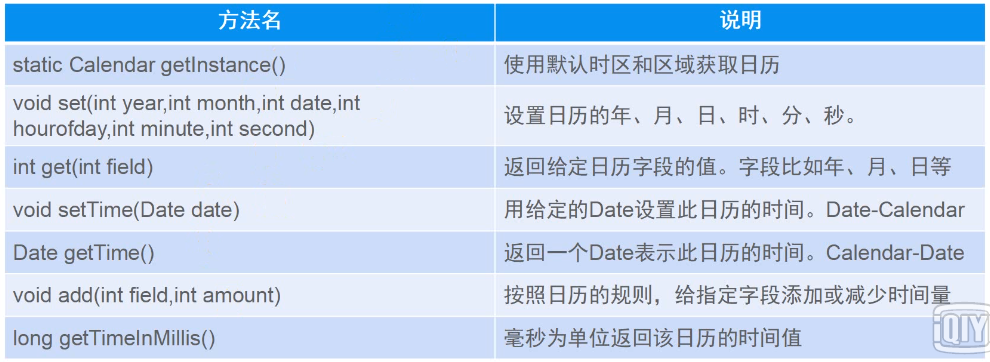 方法名
说明
static Calendar getInstance()
使用默认时区和区域获取日历
void set(int year,int month,int date,int
hourofday,int minute,int second)
设置日历的年、月、日、时、分、秒。
int get(int field)
返回给定日历字段的值。字段比如年、月、日等
void setTime(Date date)
用给定的Date设置此日历的时间。Date-Calendar
Date getTime()
返回一个Date表示此日历的时间。Calendar-Date
void add(int field,int amount)
按照日历的规则，给指定字段添加或减少时间量
long getTimeInMillis()
毫秒为单位返回该日历的时间值
QIY